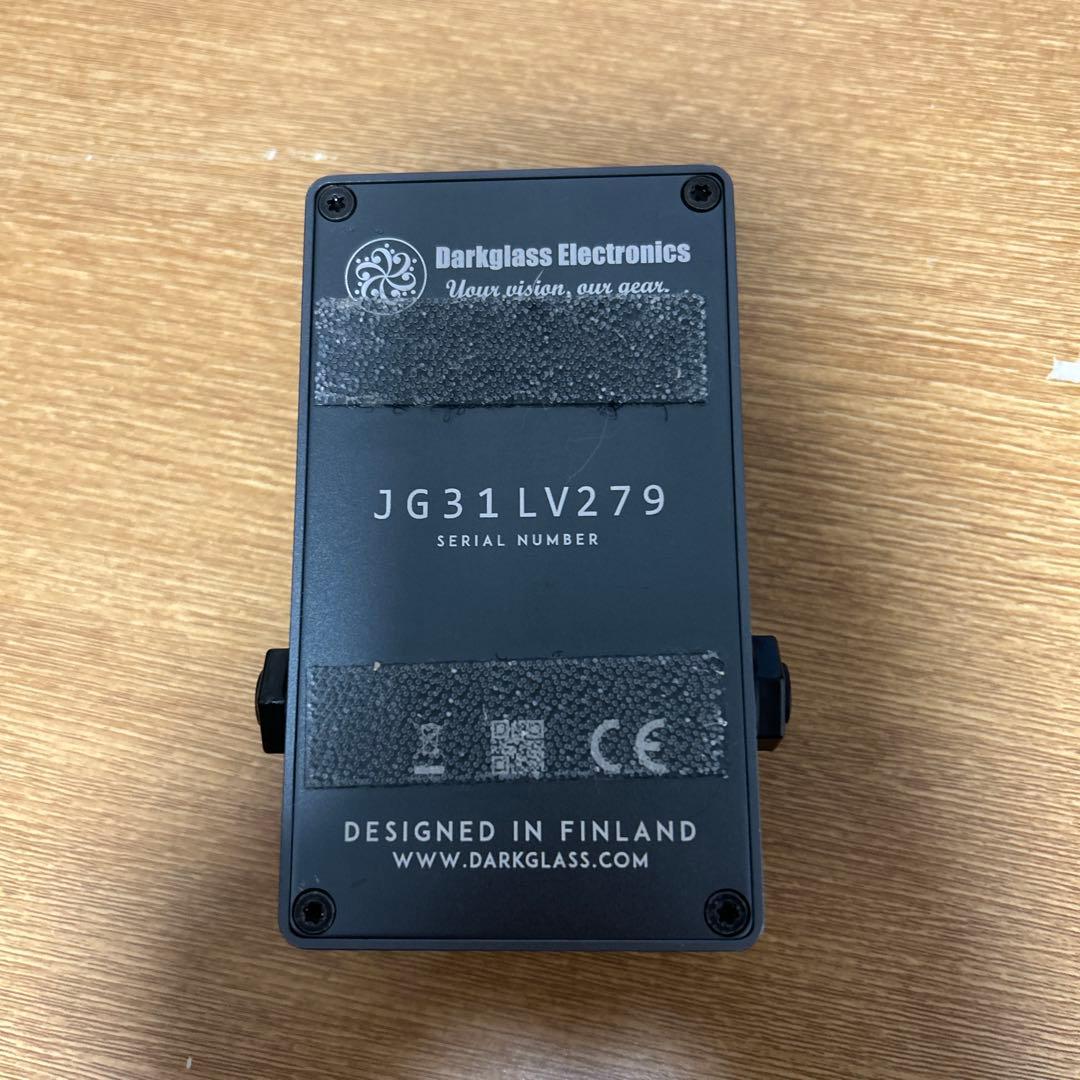 Darkglass Electronics
Your vision, our gear.
JG31LV279
SERIAL NUMBER
CE
DESIGNED IN FINLAND
WWW.DARKGLASS.COM